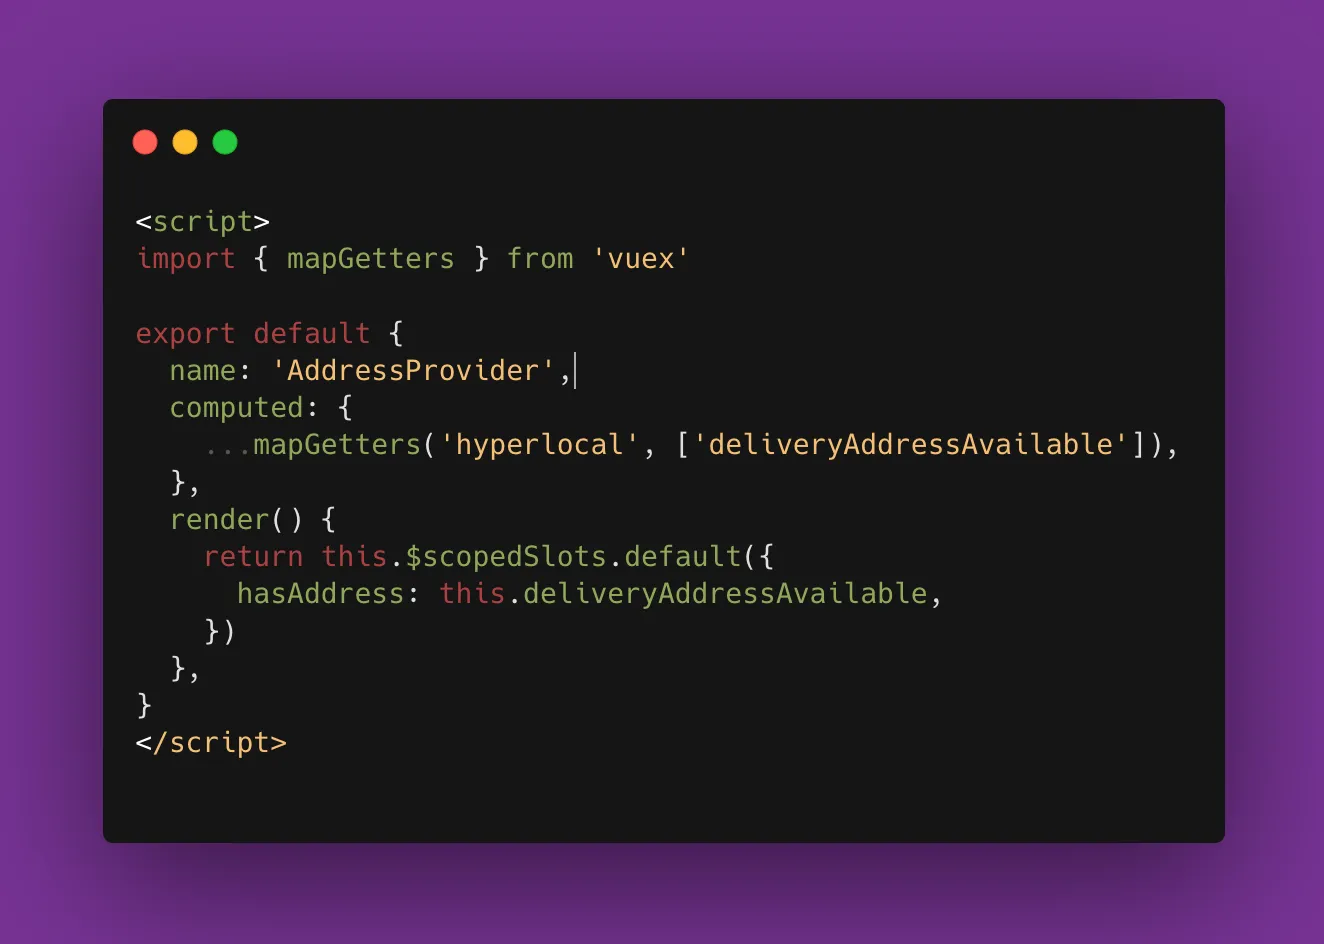 <script>
import { mapGetters } from 'vuex'

export default {
  name: 'AddressProvider',
  computed: {
    ...mapGetters('hyperlocal', ['deliveryAddressAvailable']),
  },
  render() {
    return this.$scopedSlots.default({
      hasAddress: this.deliveryAddressAvailable,
    })
  },
}
</script>